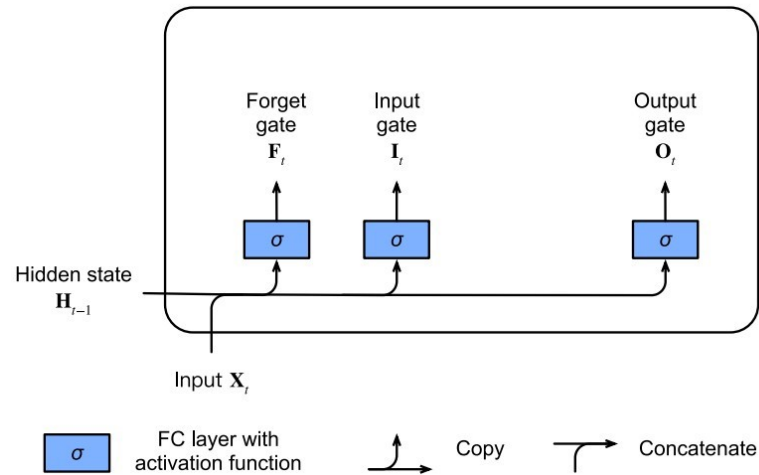 Forget
gate
F_t
Input
gate
I_t
Output
gate
O_t
σ
σ
σ
Hidden state
H_{t−1}
Input X_t
σ
FC layer with
activation function
Copy
Concatenate